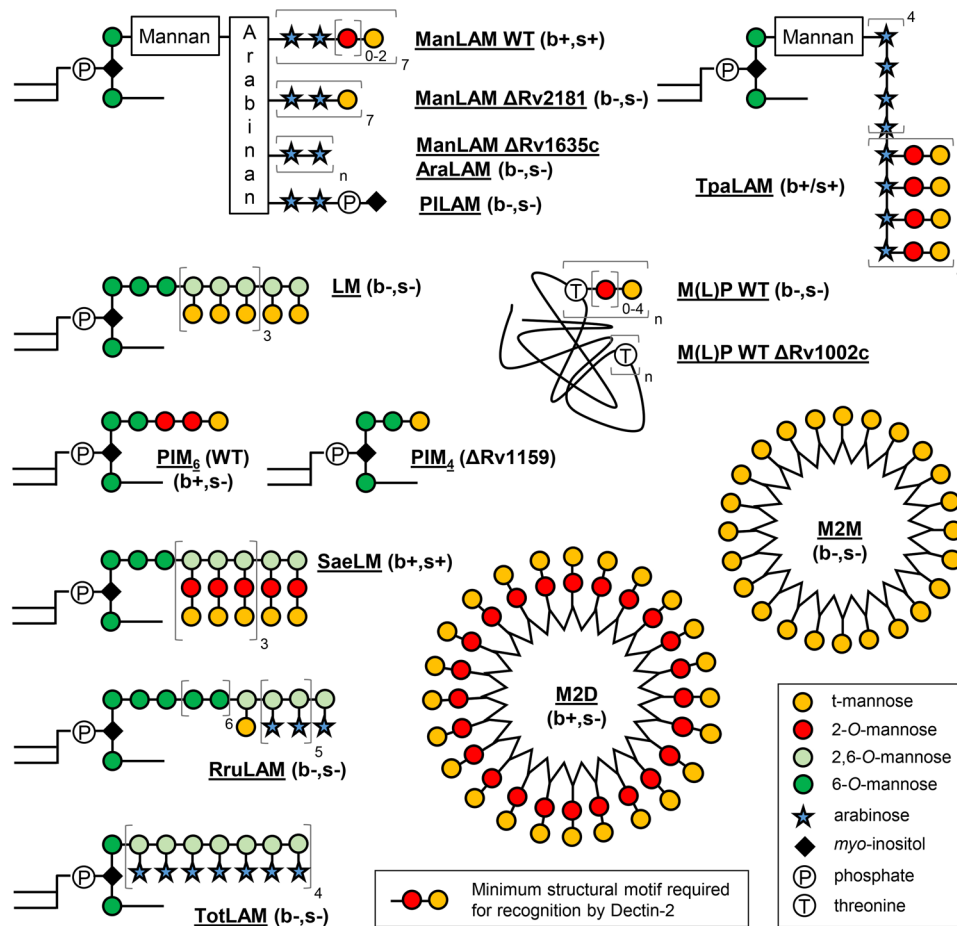 Mannan
Arabinan
0-2
7
ManLAM WT (b+,s+)
7
ManLAM ΔRv2181 (b-,s-)
n
ManLAM ΔRv1635c
AraLAM (b-,s-)
P
P
PILAM (b-,s-)
Mannan
4
P
TpaLAM (b+/s+)
n
LM (b-,s-)
P
3
T
0-4
n
M(L)P WT (b-,s-)
T
n
M(L)P WT ΔRv1002c
P
PIM6 (WT)
(b+,s-)
P
PIM4 (ΔRv1159)
M2M
(b-,s-)
SaeLM (b+,s+)
P
3
M2D
(b+,s-)
P
6
5
RruLAM (b-,s-)
P
4
TotLAM (b-,s-)
Minimum structural motif required
for recognition by Dectin-2
t-mannose
2-O-mannose
2,6-O-mannose
6-O-mannose
arabinose
myo-inositol
P phosphate
T threonine